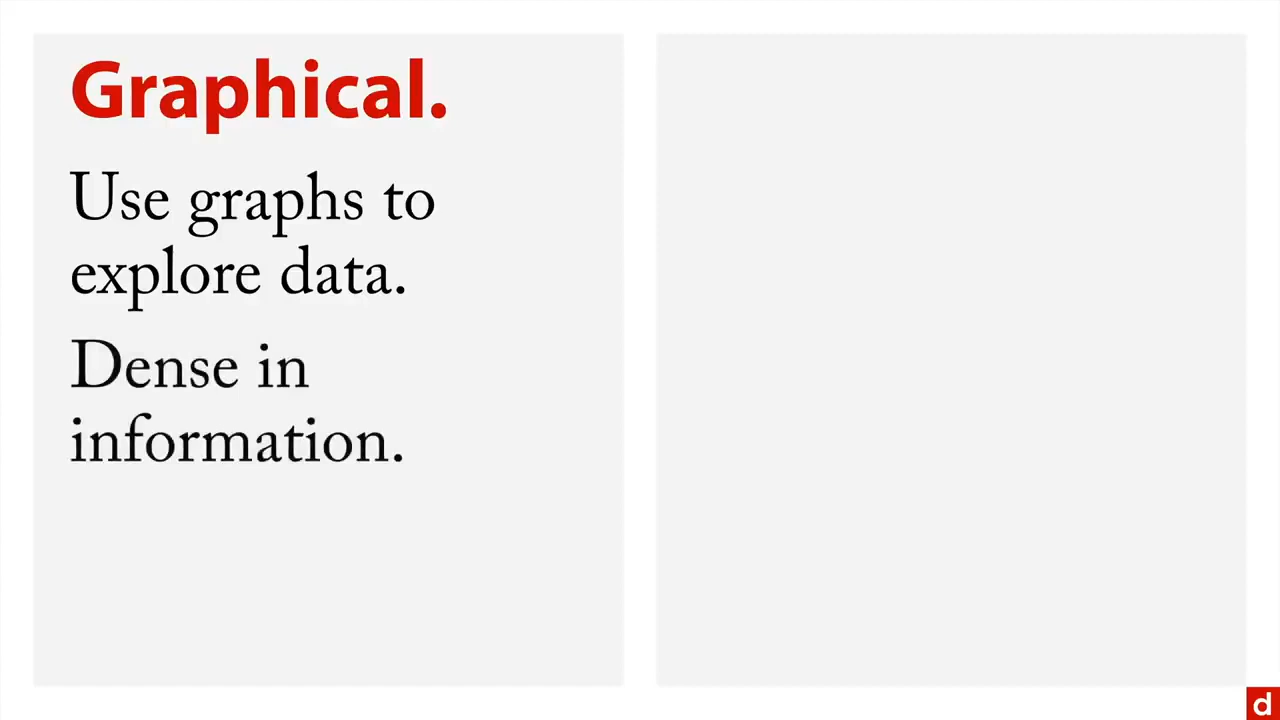 Graphical.
Use graphs to
explore data.
Dense in
information.
d